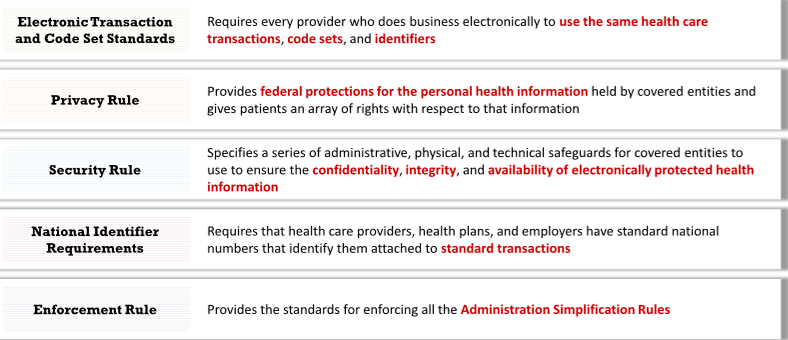 Electronic Transaction
and Code Set Standards
Requires every provider who does business electronically to use the same health care
transactions, code sets, and identifiers
Privacy Rule
Provides federal protections for the personal health information held by covered entities and
gives patients an array of rights with respect to that information
Security Rule
Specifies a series of administrative, physical, and technical safeguards for covered entities to
use to ensure the confidentiality, integrity, and availability of electronically protected health
information
National Identifier
Requirements
Requires that health care providers, health plans, and employers have standard national
numbers that identify them attached to standard transactions
Enforcement Rule
Provides the standards for enforcing all the Administration Simplification Rules